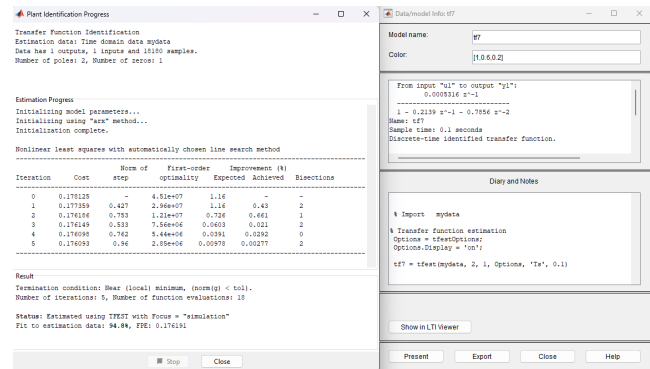 Plant Identification Progress
Transfer Function Identification
Estimation data: Time domain data mydata
Data has 1 outputs, 1 inputs and 18180 samples.
Number of poles: 2, Number of zeros: 1
Estimation Progress
Initializing model parameters...
Initializing using "arx" method...
Initialization complete.
Nonlinear least squares with automatically chosen line search method
------------------------------------------------------------
Norm of First-order Improvement (%)
Iteration Cost step optimality Expected Achieved Bisections
------------------------------------------------------------
0 0.178125 - 4.51e+07 1.16 - -
1 0.177359 0.427 2.96e+07 1.16 0.43 2
2 0.176186 0.753 1.21e+07 0.726 0.661 1
3 0.176149 0.533 7.56e+06 0.0603 0.021 2
4 0.176098 0.762 5.44e+06 0.0391 0.0292 0
5 0.176093 0.96 2.85e+06 0.00978 0.00277 2
------------------------------------------------------------
Result
Termination condition: Near (local) minimum, (norm(g) < tol).
Number of iterations: 5, Number of function evaluations: 18
Status: Estimated using TFEST with Focus = "simulation"
Fit to estimation data: 94.8%, FPE: 0.176191
Stop Close
Data/model Info: tf7
Model name: tf7
Color: [1,0.6,0.2]
From input "u1" to output "y1":
0.0005316 z^-1
------------------------------
1 - 0.2139 z^-1 - 0.7856 z^-2
Name: tf7
Sample time: 0.1 seconds
Discrete-time identified transfer function.
Diary and Notes
% Import mydata
% Transfer function estimation
Options = tfestOptions;
Options.Display = 'on';
tf7 = tfest(mydata, 2, 1, Options, 'Ts', 0.1)
Show in LTI Viewer
Present Export Close Help